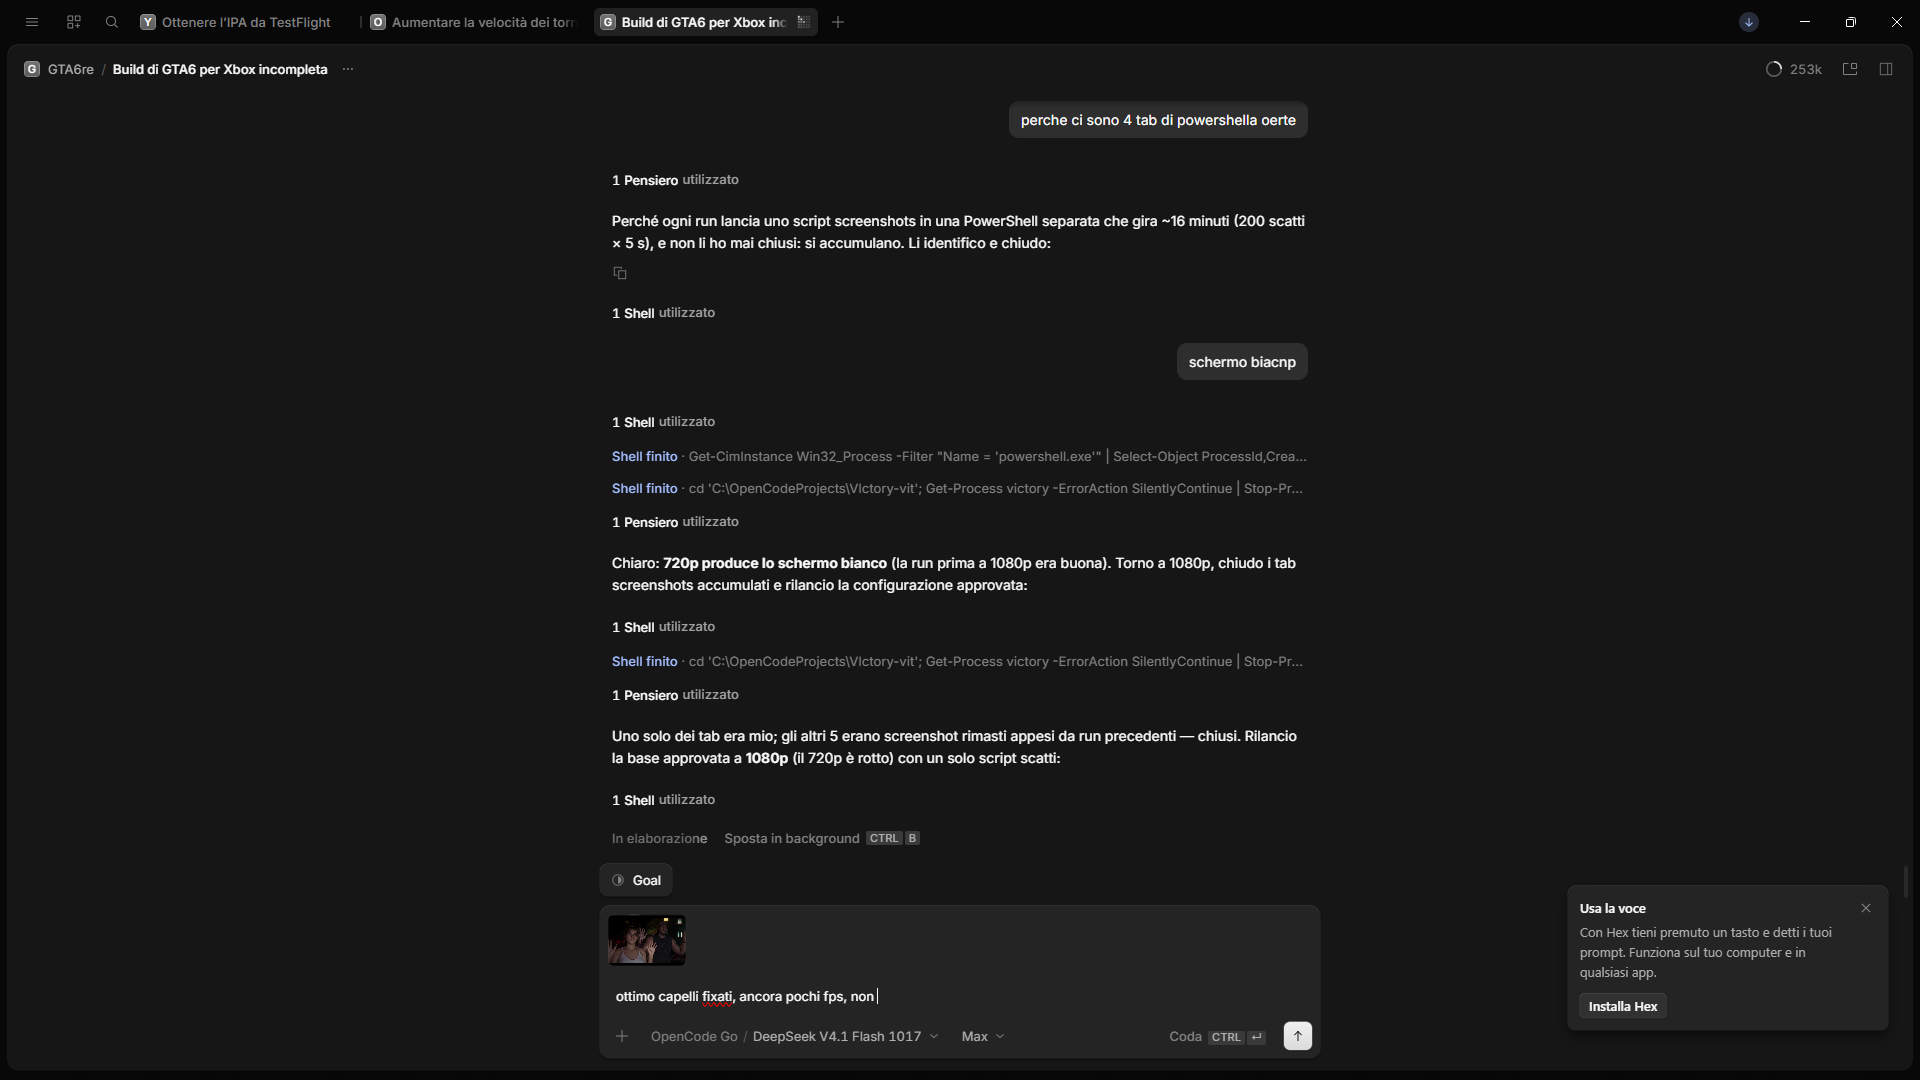 Y Ottenere l'IPA da TestFlight
O Aumentare la velocità dei torr
G Build di GTA6 per Xbox inc
G GTA6re / Build di GTA6 per Xbox incompleta ···
253k
perche ci sono 4 tab di powershella oerte
1 Pensiero utilizzato
Perché ogni run lancia uno script screenshots in una PowerShell separata che gira ~16 minuti (200 scatti
× 5 s), e non li ho mai chiusi: si accumulano. Li identifico e chiudo:
1 Shell utilizzato
schermo biacnp
1 Shell utilizzato
Shell finito · Get-CimInstance Win32_Process -Filter "Name = 'powershell.exe'" | Select-Object ProcessId,Crea...
Shell finito · cd 'C:\OpenCodeProjects\VIctory-vit'; Get-Process victory -ErrorAction SilentlyContinue | Stop-Pr...
1 Pensiero utilizzato
Chiaro: 720p produce lo schermo bianco (la run prima a 1080p era buona). Torno a 1080p, chiudo i tab
screenshots accumulati e rilancio la configurazione approvata:
1 Shell utilizzato
Shell finito · cd 'C:\OpenCodeProjects\VIctory-vit'; Get-Process victory -ErrorAction SilentlyContinue | Stop-Pr...
1 Pensiero utilizzato
Uno solo dei tab era mio; gli altri 5 erano screenshot rimasti appesi da run precedenti — chiusi. Rilancio
la base approvata a 1080p (il 720p è rotto) con un solo script scatti:
1 Shell utilizzato
In elaborazione Sposta in background CTRL B
Goal
ottimo capelli fixati, ancora pochi fps, non
OpenCode Go / DeepSeek V4.1 Flash 1017 Max
Coda CTRL ↵
Usa la voce
Con Hex tieni premuto un tasto e detti i tuoi
prompt. Funziona sul tuo computer e in
qualsiasi app.
Installa Hex